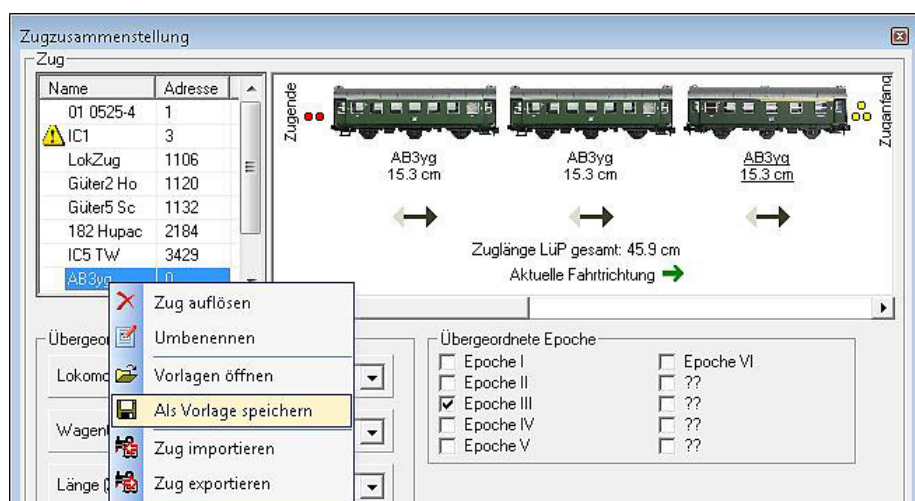 Zugzusammenstellung
Zug
Name Adresse
01 0525-4 1
IC1 3
LokZug 1106
Güter2 Ho 1120
Güter5 Sc 1132
182 Hupac 2184
IC5 TW 3429
AB3yg 0
Zugende
Zuganfang
AB3yg AB3yg AB3yg
15.3 cm 15.3 cm 15.3 cm
Zuglänge LüP gesamt: 45.9 cm
Aktuelle Fahrtrichtung
Zug auflösen
Umbenennen
Vorlagen öffnen
Als Vorlage speichern
Zug importieren
Zug exportieren
Übergeo
Lokomo
Wagen
Länge (
Übergeordnete Epoche
Epoche I Epoche VI
Epoche II ??
Epoche III ??
Epoche IV ??
Epoche V ??